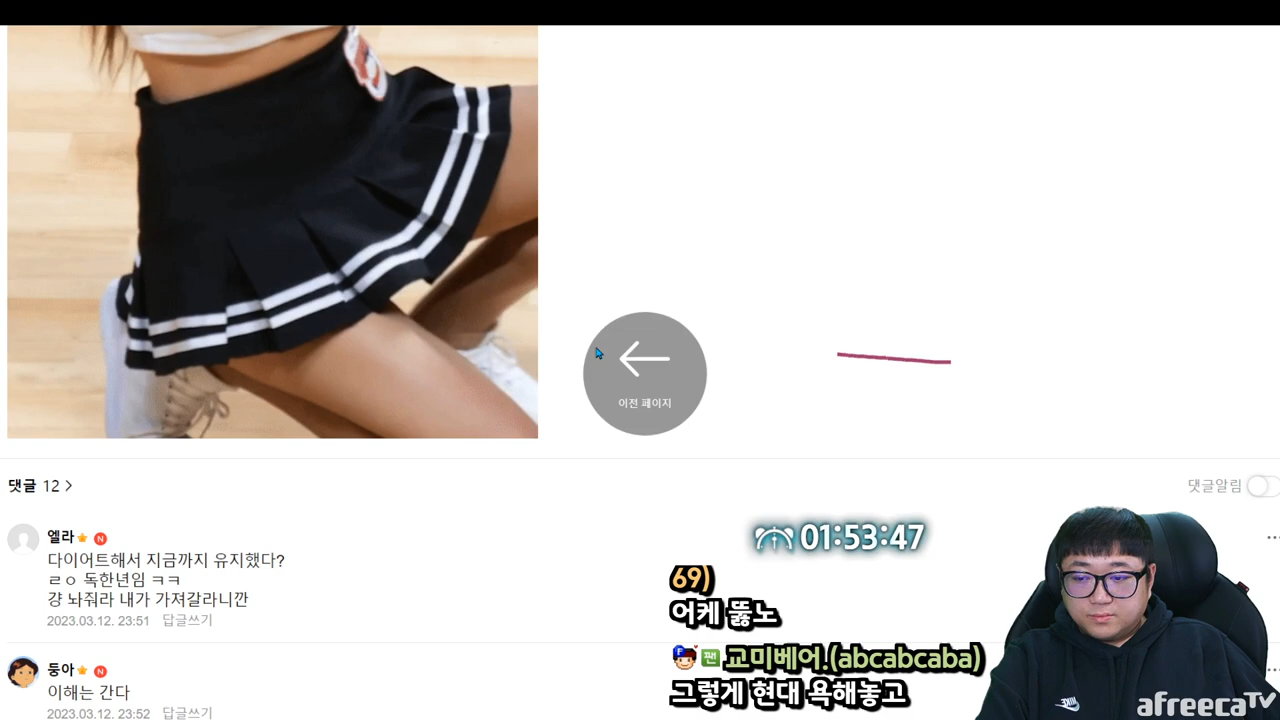 이전 페이지
댓글 12 >
댓글알림
엘라 N
다이어트해서 지금까지 유지했다?
ㄹㅇ 독한년임 ㅋㅋ
걍 놔줘라 내가 가져갈라니깐
2023.03.12. 23:51 답글쓰기
둥아 N
이해는 간다
2023.03.12. 23:52 답글쓰기
01:53:47
69)
어케 뚫노
F 찐 교미베어.(abcabcaba)
그렇게 현대 욕해놓고
NIKE
afreecaTV